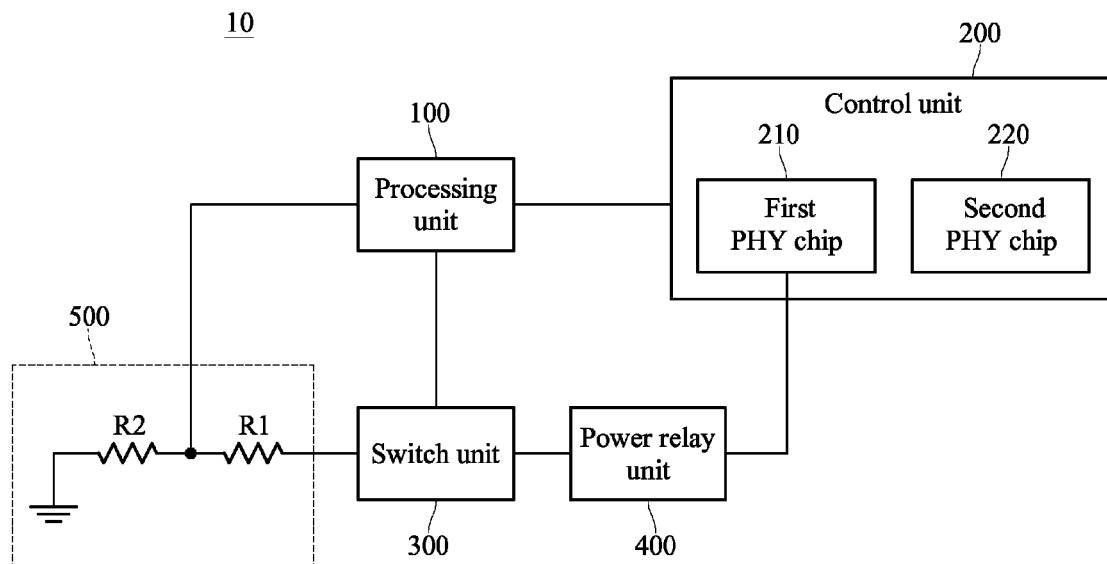 10
200
Control unit
100
210
220
Processing
unit
First
PHY chip
Second
PHY chip
500
R2
R1
Switch unit
Power relay
unit
300
400